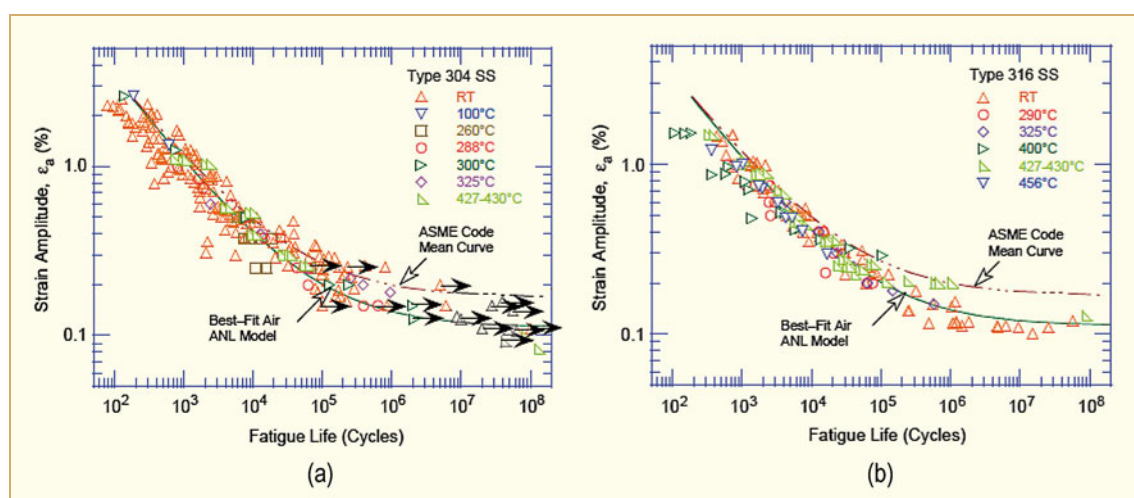 Type 304 SS
RT
100°C
260°C
288°C
300°C
325°C
427-430°C
ASME Code
Mean Curve
Best–Fit Air
ANL Model
Strain Amplitude, εa (%)
1.0
0.1
10² 10³ 10⁴ 10⁵ 10⁶ 10⁷ 10⁸
Fatigue Life (Cycles)
(a)
Type 316 SS
RT
290°C
325°C
400°C
427-430°C
456°C
ASME Code
Mean Curve
Best–Fit Air
ANL Model
Strain Amplitude, εa (%)
1.0
0.1
10² 10³ 10⁴ 10⁵ 10⁶ 10⁷ 10⁸
Fatigue Life (Cycles)
(b)